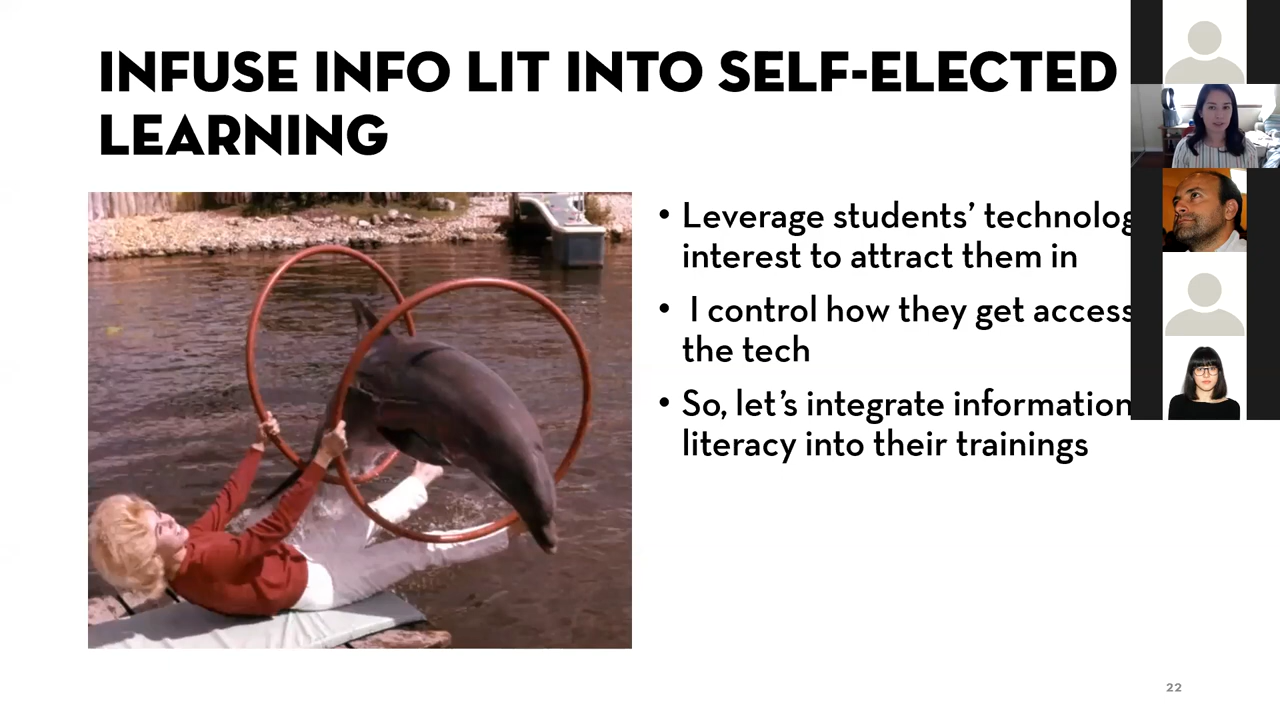 INFUSE INFO LIT INTO SELF-ELECTED
LEARNING
• Leverage students’ technolog
interest to attract them in
• I control how they get access
the tech
• So, let’s integrate information
literacy into their trainings
22